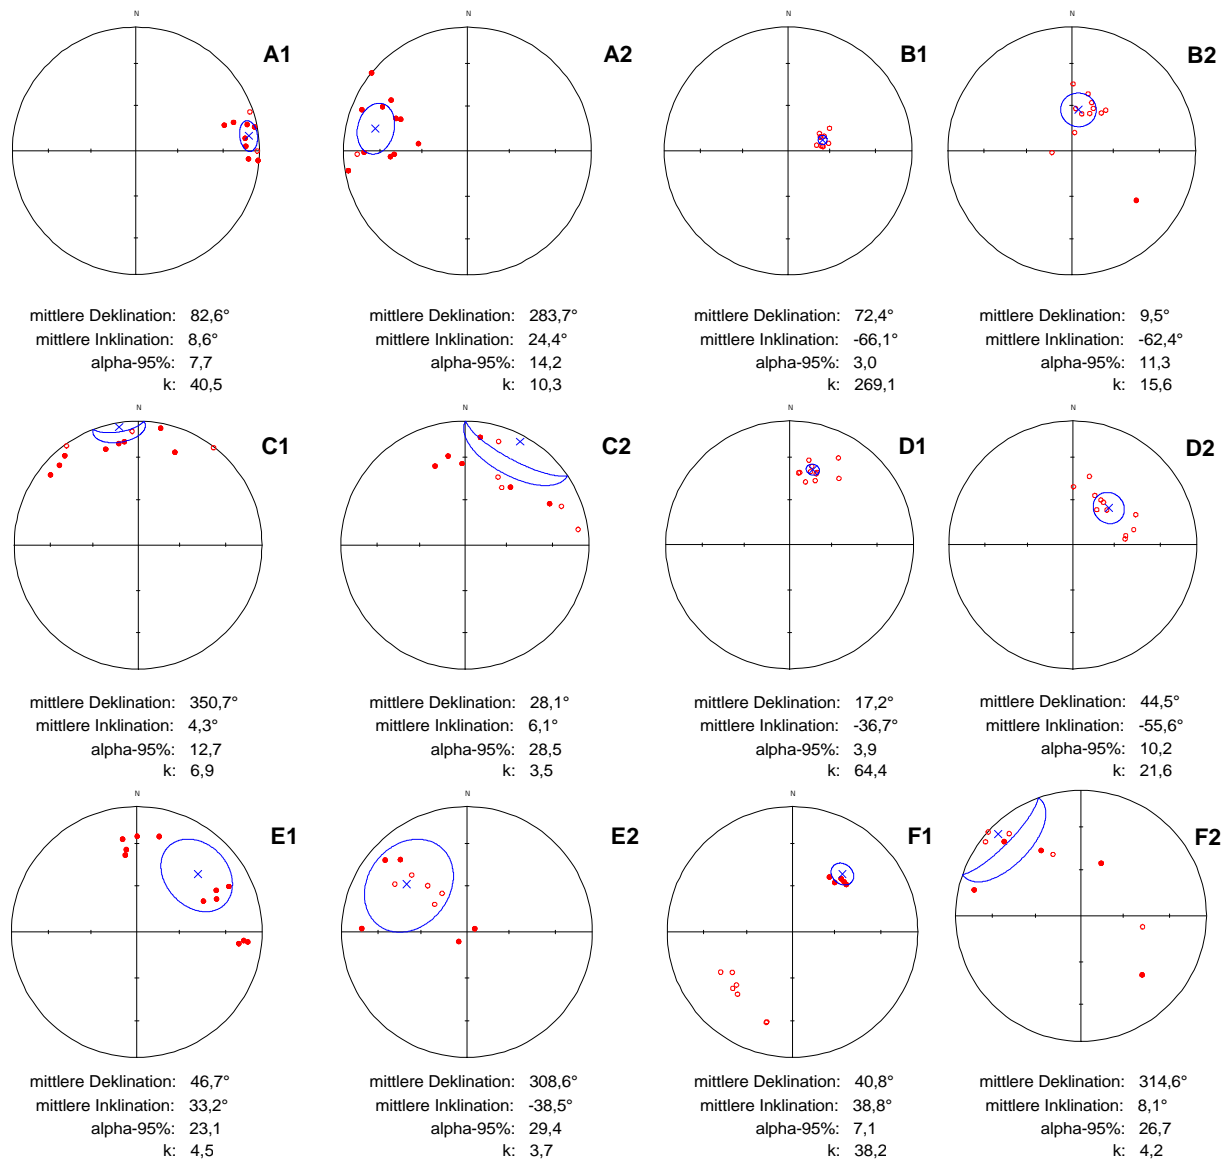 N
A1
A2
B1
N
B2
mittlere Deklination: 82,6°
mittlere Inklination: 8,6°
alpha-95%: 7,7
k: 40,5
mittlere Deklination: 283,7°
mittlere Inklination: 24,4°
alpha-95%: 14,2
k: 10,3
mittlere Deklination: 72,4°
mittlere Inklination: -66,1°
alpha-95%: 3,0
k: 269,1
mittlere Deklination: 9,5°
mittlere Inklination: -62,4°
alpha-95%: 11,3
k: 15,6
N
C1
N
C2
N
D1
N
D2
mittlere Deklination: 350,7°
mittlere Inklination: 4,3°
alpha-95%: 12,7
k: 6,9
mittlere Deklination: 28,1°
mittlere Inklination: 6,1°
alpha-95%: 28,5
k: 3,5
mittlere Deklination: 17,2°
mittlere Inklination: -36,7°
alpha-95%: 3,9
k: 64,4
mittlere Deklination: 44,5°
mittlere Inklination: -55,6°
alpha-95%: 10,2
k: 21,6
N
E1
N
E2
N
F1
N
F2
mittlere Deklination: 46,7°
mittlere Inklination: 33,2°
alpha-95%: 23,1
k: 4,5
mittlere Deklination: 308,6°
mittlere Inklination: -38,5°
alpha-95%: 29,4
k: 3,7
mittlere Deklination: 40,8°
mittlere Inklination: 38,8°
alpha-95%: 7,1
k: 38,2
mittlere Deklination: 314,6°
mittlere Inklination: 8,1°
alpha-95%: 26,7
k: 4,2